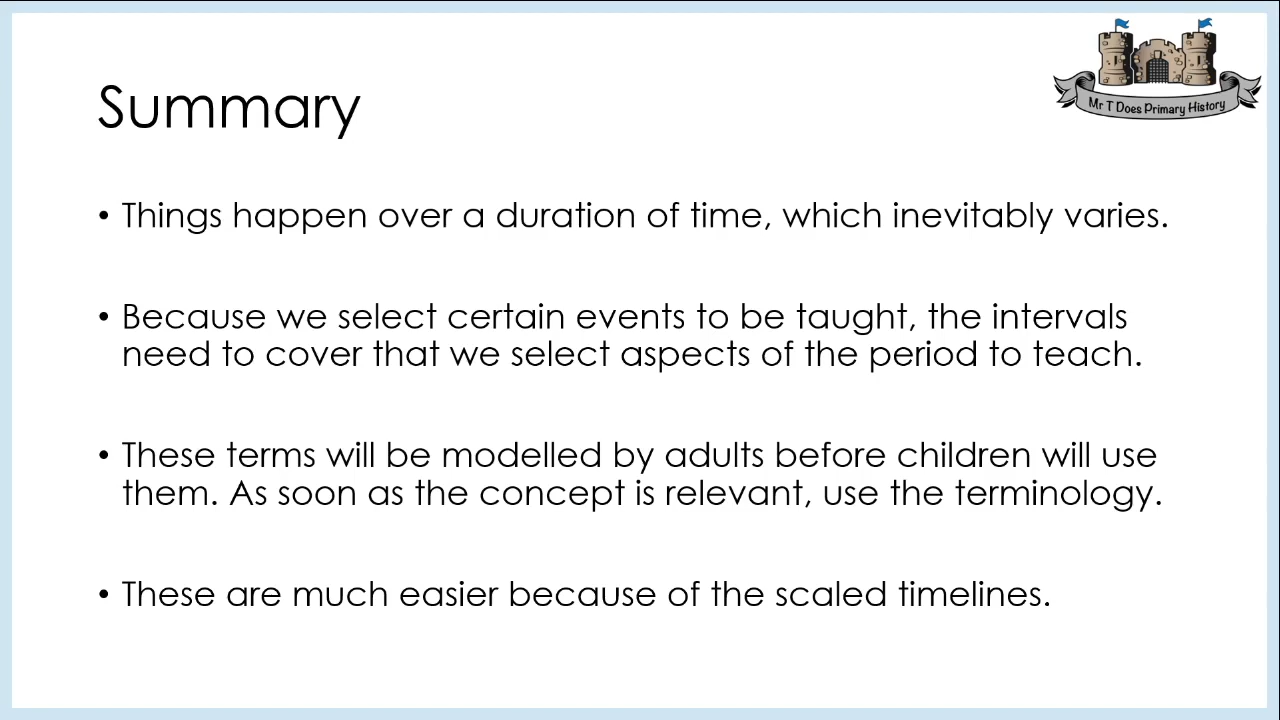 Mr T Does Primary History
Summary
• Things happen over a duration of time, which inevitably varies.
• Because we select certain events to be taught, the intervals
need to cover that we select aspects of the period to teach.
• These terms will be modelled by adults before children will use
them. As soon as the concept is relevant, use the terminology.
• These are much easier because of the scaled timelines.